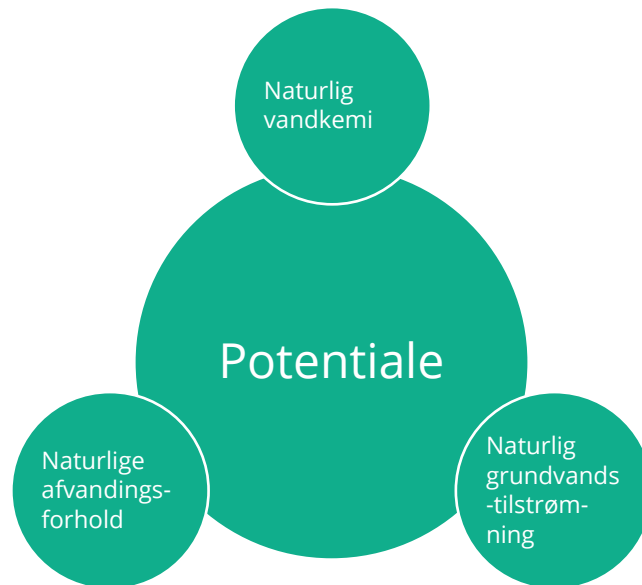 Naturlig
vandkemi
Potentiale
Naturlige
afvandings-
forhold
Naturlig
grundvands
-tilstrøm-
ning